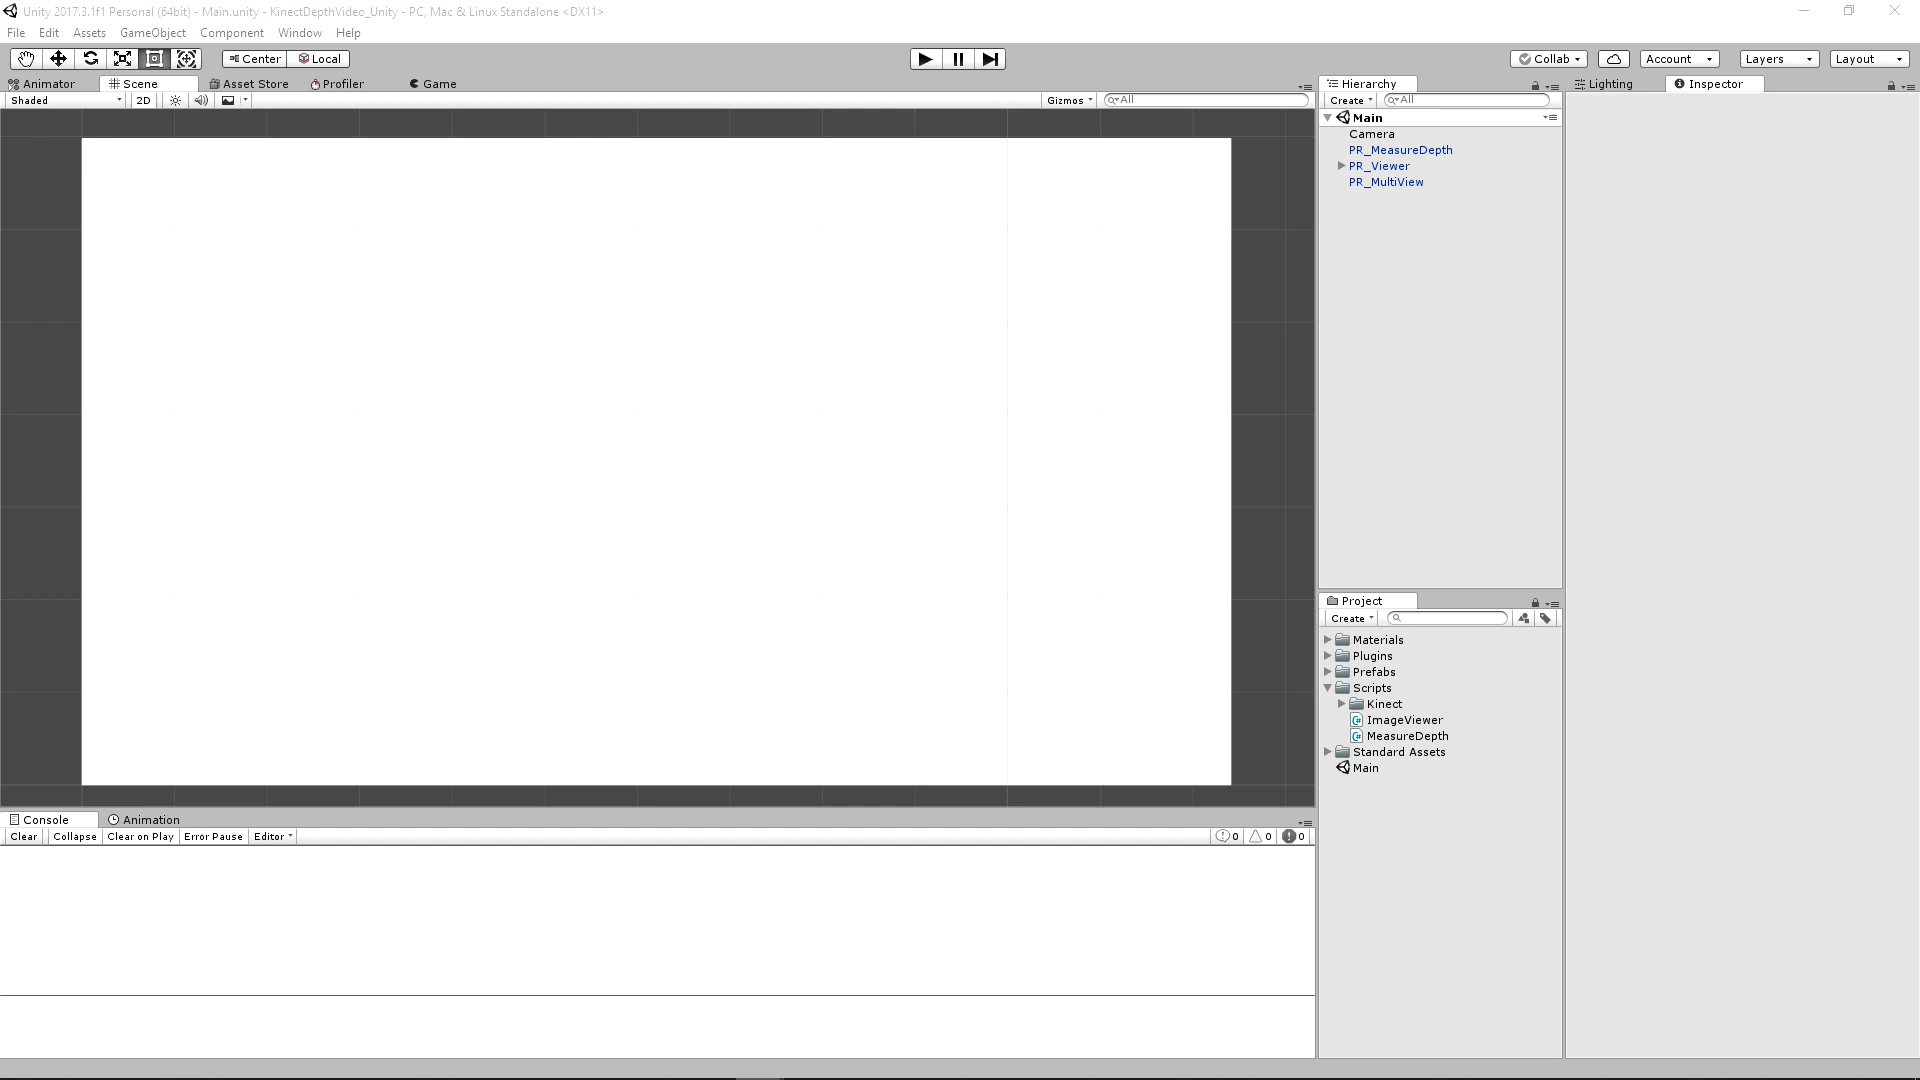 Unity 2017.3.1f1 Personal (64bit) - Main.unity - KinectDepthVideo_Unity - PC, Mac & Linux Standalone <DX11>
File Edit Assets GameObject Component Window Help
Center Local Collab Account Layers Layout
Animator Scene Asset Store Profiler Game Hierarchy Lighting Inspector
Shaded 2D Gizmos All Create All
Main
Camera
PR_MeasureDepth
PR_Viewer
PR_MultiView
Project
Create
Materials
Plugins
Prefabs
Scripts
Kinect
ImageViewer
MeasureDepth
Standard Assets
Main
Console Animation
Clear Collapse Clear on Play Error Pause Editor 0 0 0